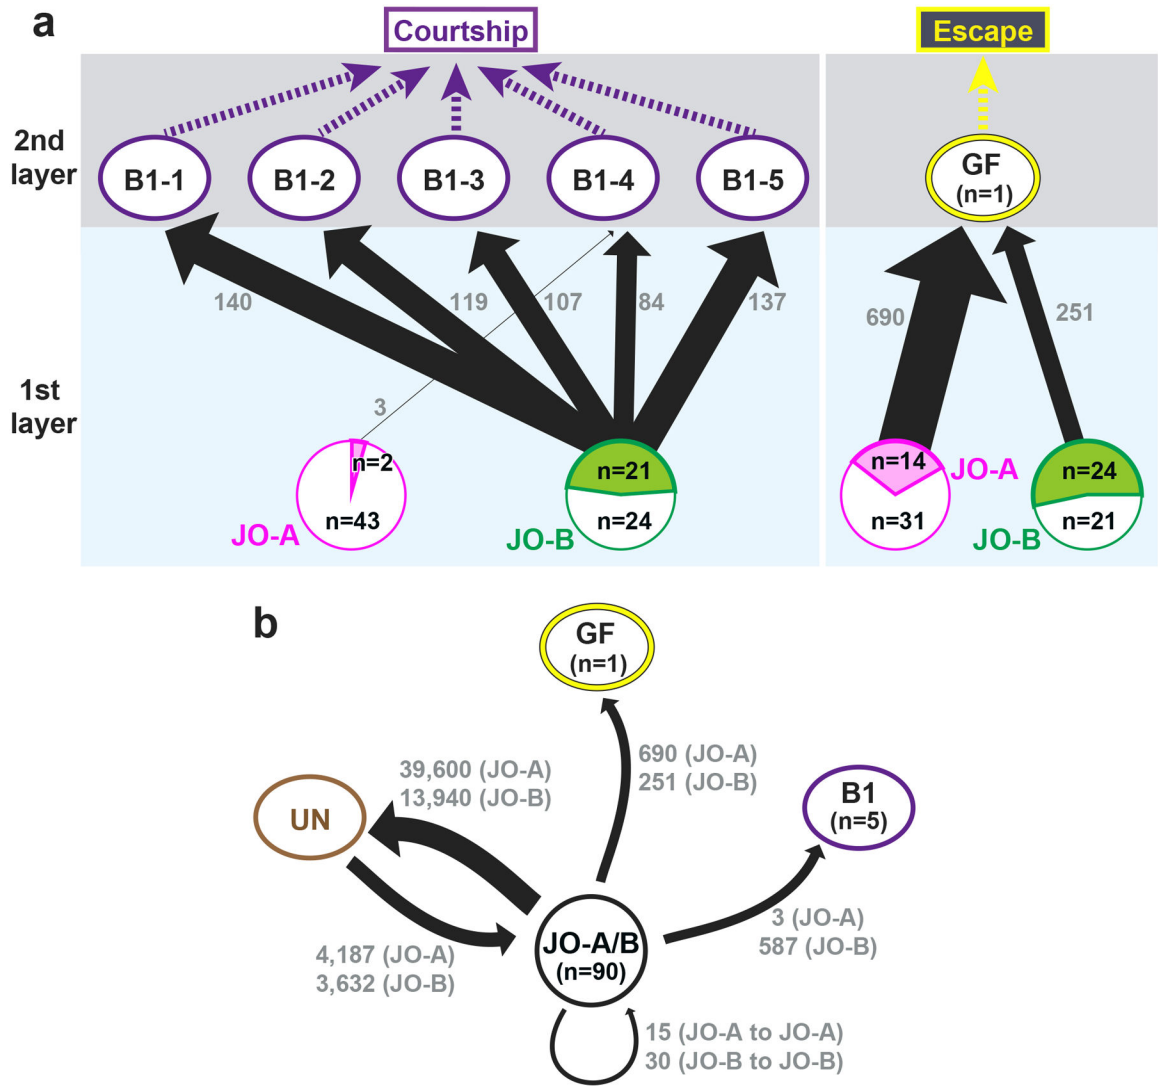 a
Courtship
Escape
2nd
layer
B1-1
B1-2
B1-3
B1-4
B1-5
GF
(n=1)
140
119
107
84
137
690
251
1st
layer
3
n=2
n=43
JO-A
n=21
n=24
JO-B
n=14
n=31
JO-A
n=24
n=21
JO-B
b
GF
(n=1)
690 (JO-A)
251 (JO-B)
39,600 (JO-A)
13,940 (JO-B)
UN
B1
(n=5)
4,187 (JO-A)
3,632 (JO-B)
JO-A/B
(n=90)
3 (JO-A)
587 (JO-B)
15 (JO-A to JO-A)
30 (JO-B to JO-B)